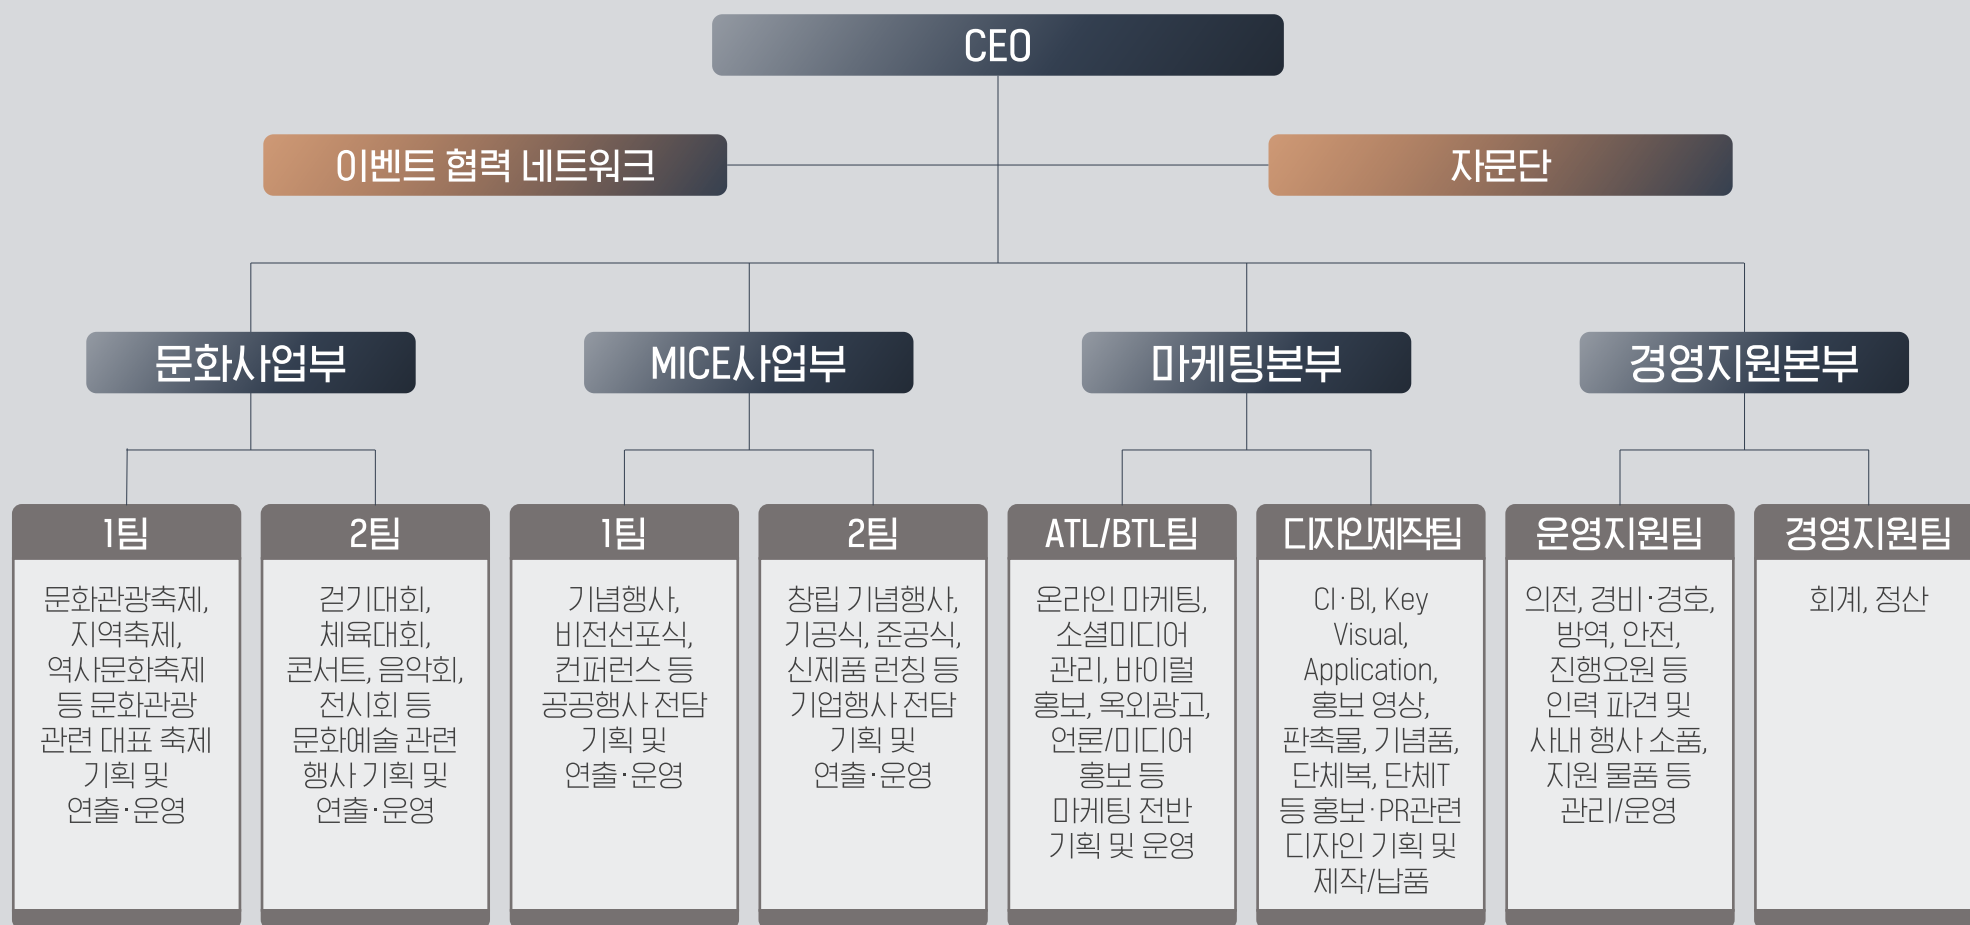 CEO
이벤트 협력 네트워크
자문단
문화사업부
MICE사업부
마케팅본부
경영지원본부
1팀
문화관광축제,
지역축제,
역사문화축제
등 문화관광
관련 대표 축제
기획 및
연출·운영
2팀
걷기대회,
체육대회,
콘서트, 음악회,
전시회 등
문화예술 관련
행사 기획 및
연출·운영
1팀
기념행사,
비전선포식,
컨퍼런스 등
공공행사 전담
기획 및
연출·운영
2팀
창립 기념행사,
기공식, 준공식,
신제품 런칭 등
기업행사 전담
기획 및
연출·운영
ATL/BTL팀
온라인 마케팅,
소셜미디어
관리, 바이럴
홍보, 옥외광고,
언론/미디어
홍보 등
마케팅 전반
기획 및 운영
디자인제작팀
CI·BI, Key
Visual,
Application,
홍보 영상,
판촉물, 기념품,
단체복, 단체T
등 홍보·PR관련
디자인 기획 및
제작/납품
운영지원팀
의전, 경비·경호,
방역, 안전,
진행요원 등
인력 파견 및
사내 행사 소품,
지원 물품 등
관리/운영
경영지원팀
회계, 정산